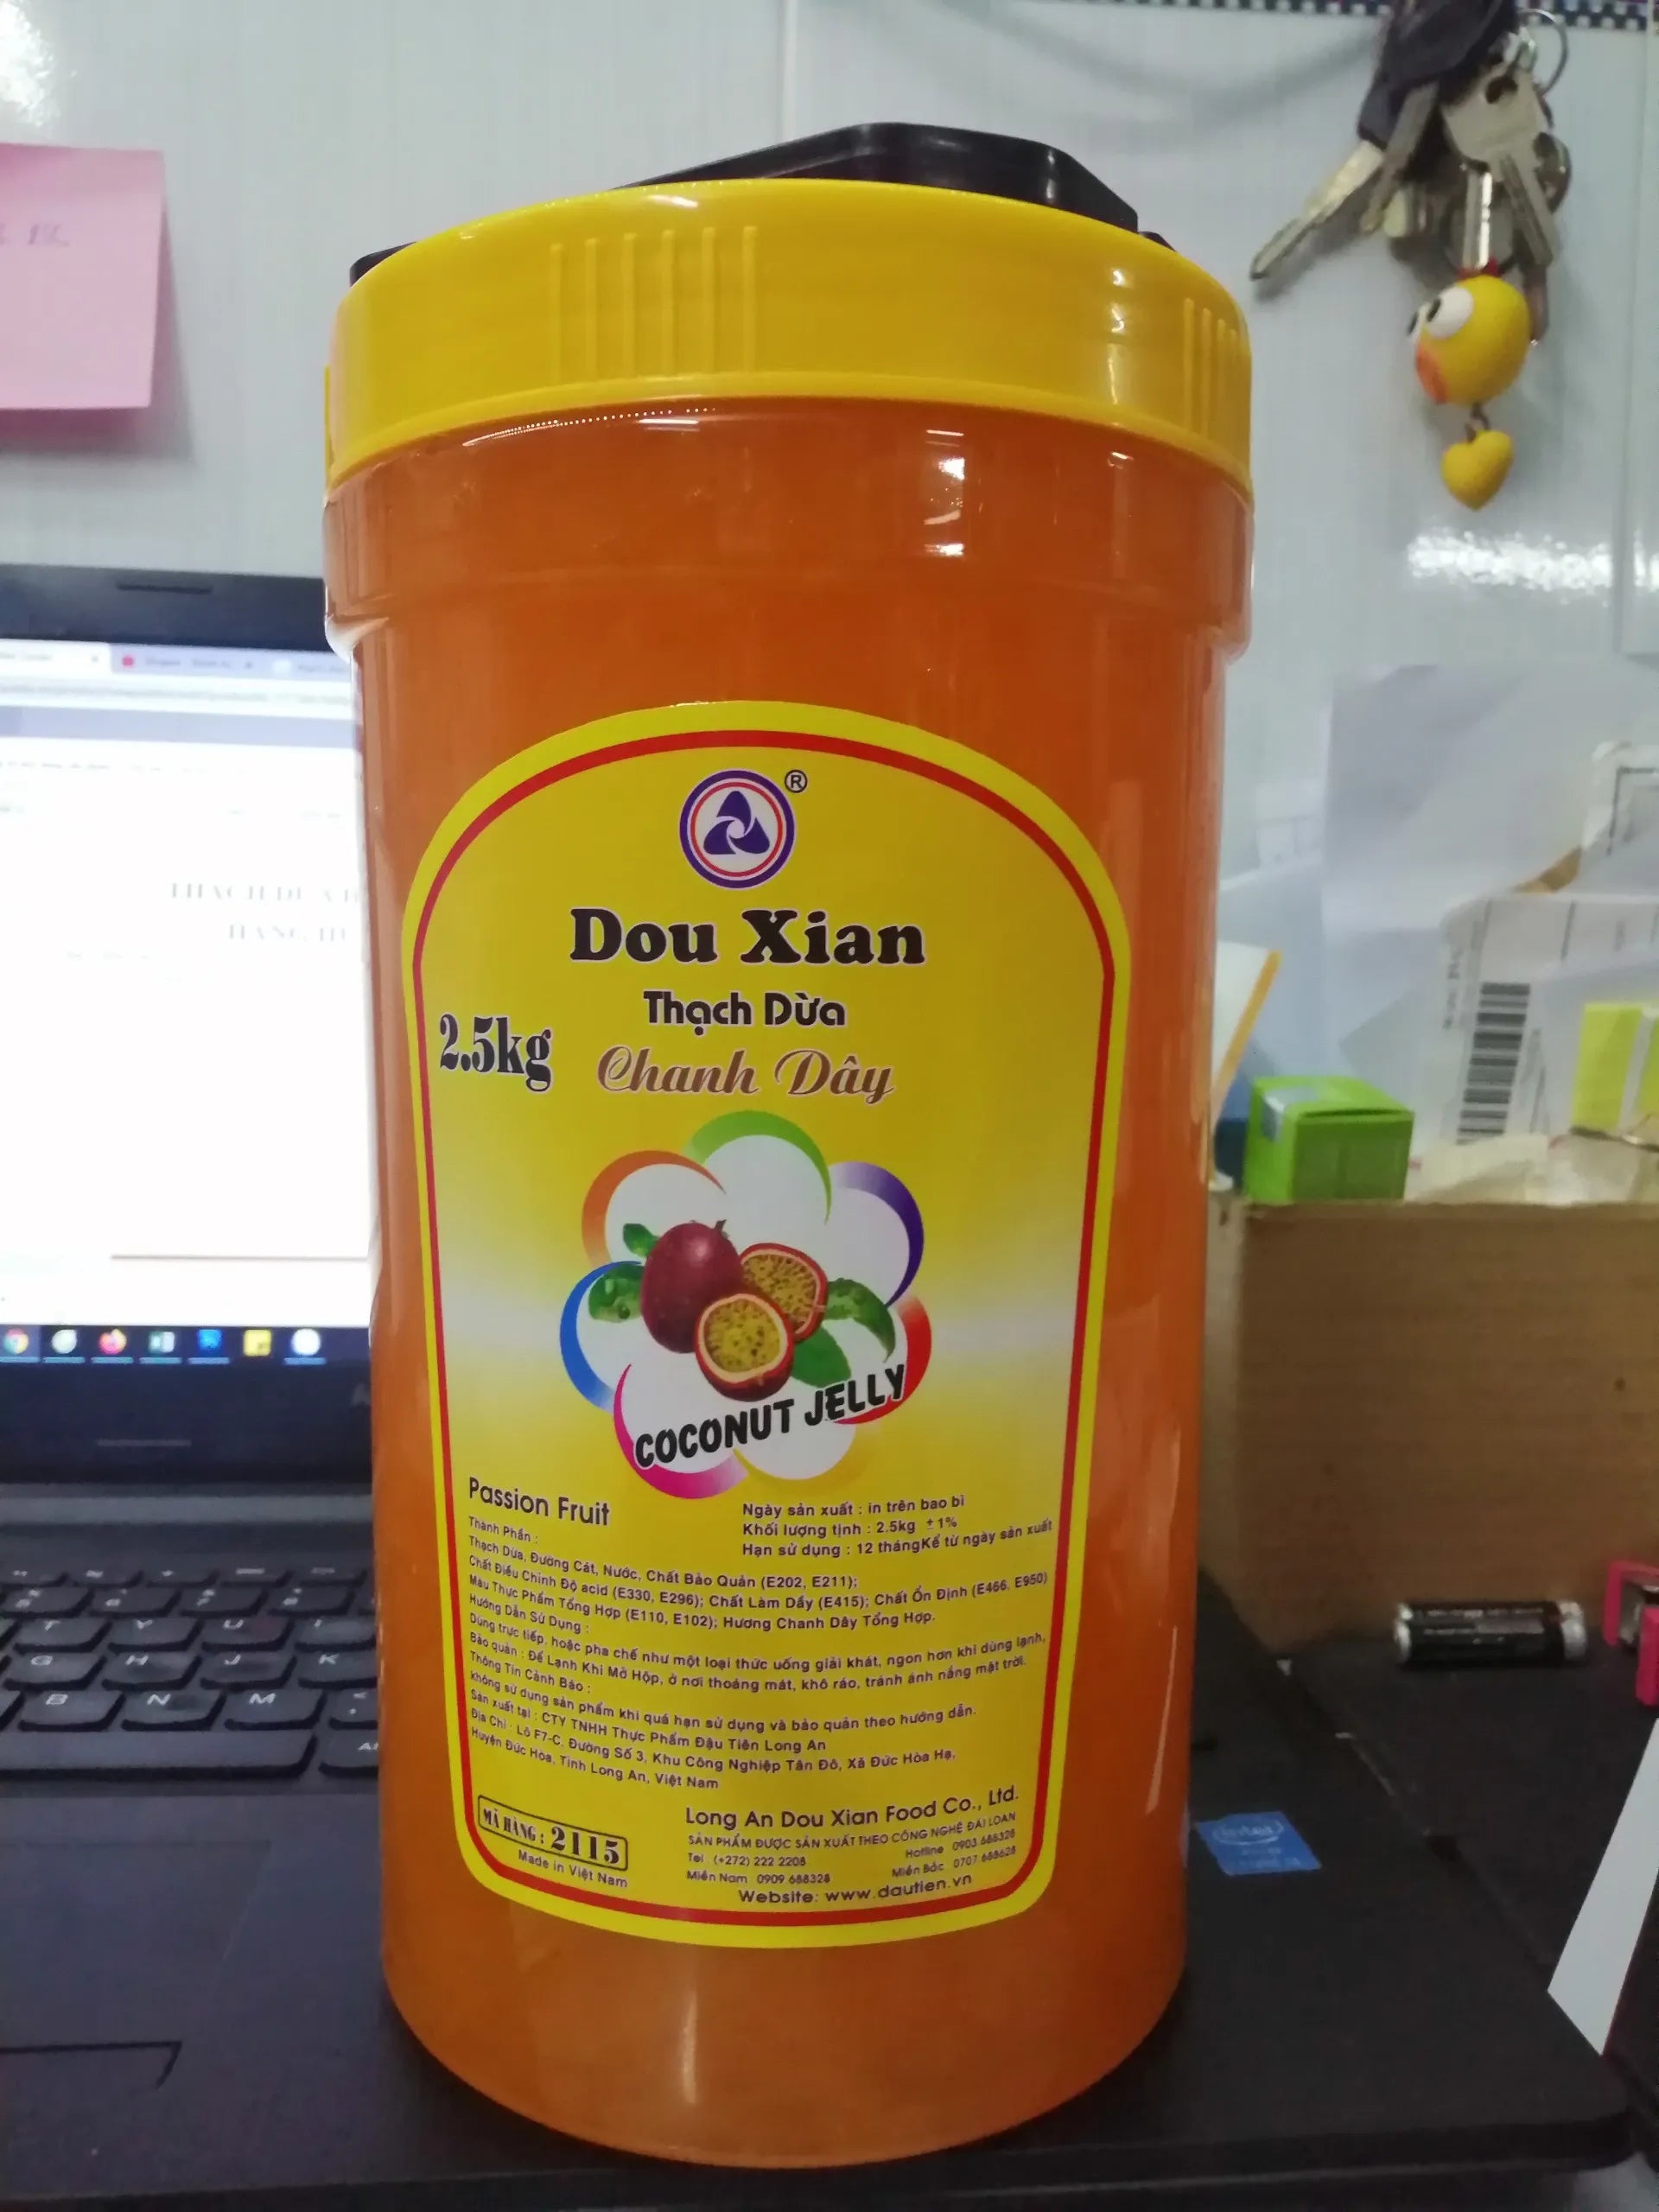 ®
Dou Xian
Thạch Dừa
2.5kg
Chanh Dây
COCONUT JELLY
Passion Fruit
Ngày sản xuất : in trên bao bì
Khối lượng tịnh : 2.5kg ±1%
Hạn sử dụng : 12 thángKể từ ngày sản xuất
Thành Phần :
Thạch Dừa, Đường Cát, Nước, Chất Bảo Quản (E202, E211);
Chất Điều Chỉnh Độ acid (E330, E296); Chất Làm Dầy (E415); Chất Ổn Định (E466, E950)
Màu Thực Phẩm Tổng Hợp (E110, E102); Hương Chanh Dây Tổng Hợp.
Hướng Dẫn Sử Dụng :
Dùng trực tiếp, hoặc pha chế như một loại thức uống giải khát, ngon hơn khi dùng lạnh,
Bảo quản : Để Lạnh Khi Mở Hộp, ở nơi thoáng mát, khô ráo, tránh ánh nắng mặt trời.
Thông Tin Cảnh Báo :
không sử dụng sản phẩm khi quá hạn sử dụng và bảo quản theo hướng dẫn.
Sản xuất tại : CTY TNHH Thực Phẩm Đậu Tiên Long An
Địa Chỉ : Lô F7-C, Đường Số 3, Khu Công Nghiệp Tân Đô, Xã Đức Hòa Hạ,
Huyện Đức Hòa, Tỉnh Long An, Việt Nam
MÃ HÀNG : 2115
Made in Việt Nam
Long An Dou Xian Food Co., Ltd.
SẢN PHẨM ĐƯỢC SẢN XUẤT THEO CÔNG NGHỆ ĐÀI LOAN
Tel : (+272) 222 2208 Hotline 0903 688328
Miền Nam 0909 688328 Miền Bắc 0707 688628
Website: www.dautien.vn
intel
T Y U
G H J K
B N M